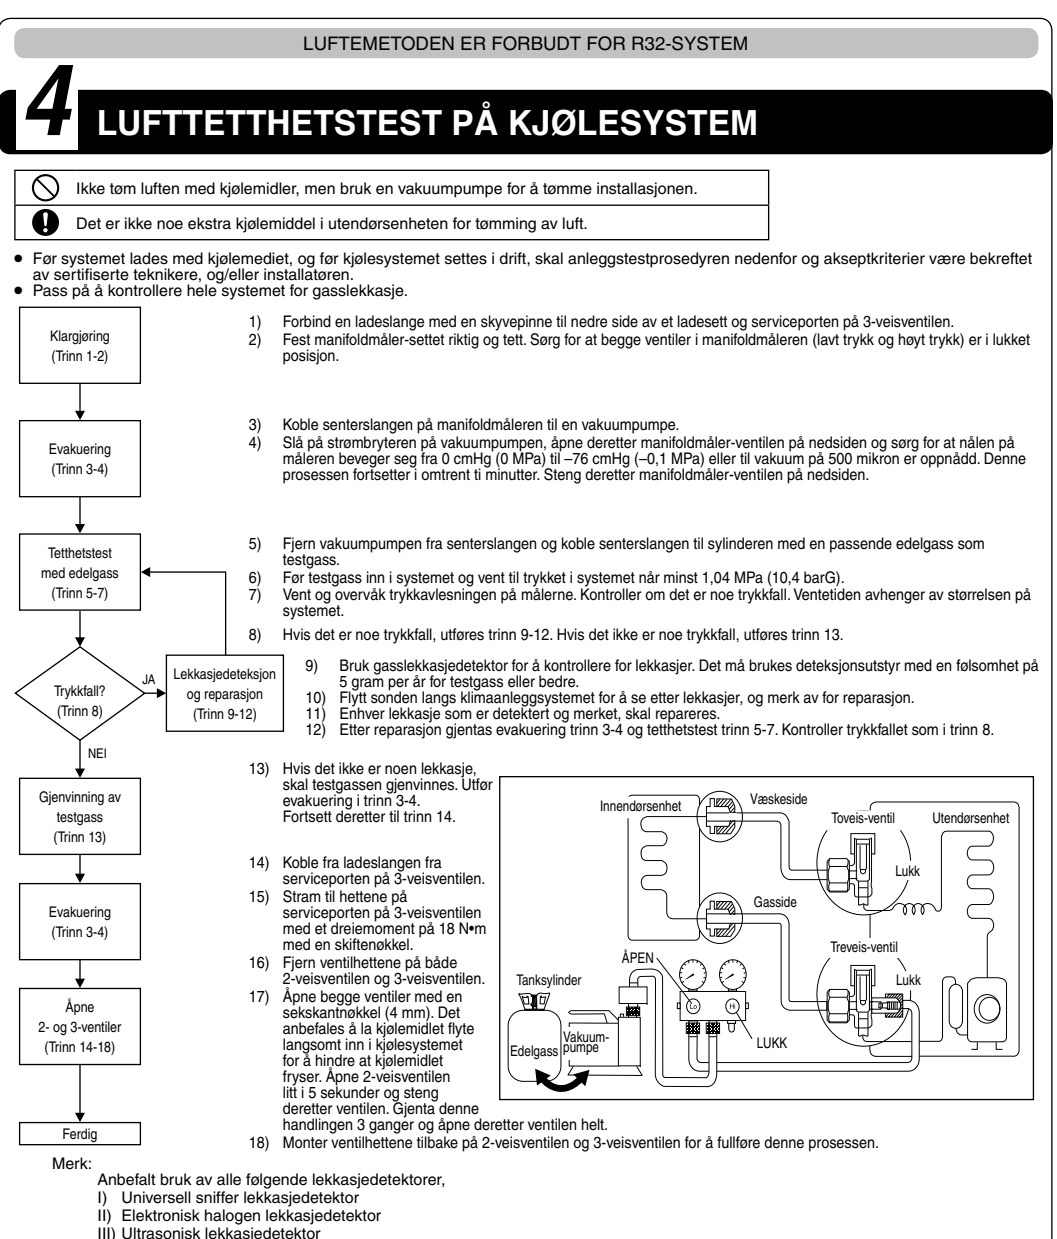 LUFTEMETODEN ER FORBUDT FOR R32-SYSTEM
4
LUFTTETTHETSTEST PÅ KJØLESYSTEM
Ikke tøm luften med kjølemidler, men bruk en vakuumpumpe for å tømme installasjonen.
Det er ikke noe ekstra kjølemiddel i utendørsenheten for tømming av luft.
● Før systemet lades med kjølemediet, og før kjølesystemet settes i drift, skal anleggstestprosedyren nedenfor og akseptkriterier være bekreftet
av sertifiserte teknikere, og/eller installatøren.
● Pass på å kontrollere hele systemet for gasslekkasje.
Klargjøring
(Trinn 1-2)
1) Forbind en ladeslange med en skyvepinne til nedre side av et ladesett og serviceporten på 3-veisventilen.
2) Fest manifoldmåler-settet riktig og tett. Sørg for at begge ventiler i manifoldmåleren (lavt trykk og høyt trykk) er i lukket
posisjon.
Evakuering
(Trinn 3-4)
3) Koble senterslangen på manifoldmåleren til en vakuumpumpe.
4) Slå på strømbryteren på vakuumpumpen, åpne deretter manifoldmåler-ventilen på nedsiden og sørg for at nålen på
måleren beveger seg fra 0 cmHg (0 MPa) til –76 cmHg (–0,1 MPa) eller til vakuum på 500 mikron er oppnådd. Denne
prosessen fortsetter i omtrent ti minutter. Steng deretter manifoldmåler-ventilen på nedsiden.
Tetthetstest
med edelgass
(Trinn 5-7)
5) Fjern vakuumpumpen fra senterslangen og koble senterslangen til sylinderen med en passende edelgass som
testgass.
6) Før testgass inn i systemet og vent til trykket i systemet når minst 1,04 MPa (10,4 barG).
7) Vent og overvåk trykkavlesningen på målerne. Kontroller om det er noe trykkfall. Ventetiden avhenger av størrelsen på
systemet.
8) Hvis det er noe trykkfall, utføres trinn 9-12. Hvis det ikke er noe trykkfall, utføres trinn 13.
Trykkfall?
(Trinn 8)
JA
NEI
Lekkasjedeteksjon
og reparasjon
(Trinn 9-12)
9) Bruk gasslekkasjedetektor for å kontrollere for lekkasjer. Det må brukes deteksjonsutstyr med en følsomhet på
5 gram per år for testgass eller bedre.
10) Flytt sonden langs klimaanleggsystemet for å se etter lekkasjer, og merk av for reparasjon.
11) Enhver lekkasje som er detektert og merket, skal repareres.
12) Etter reparasjon gjentas evakuering trinn 3-4 og tetthetstest trinn 5-7. Kontroller trykkfallet som i trinn 8.
Gjenvinning av
testgass
(Trinn 13)
13) Hvis det ikke er noen lekkasje,
skal testgassen gjenvinnes. Utfør
evakuering i trinn 3-4.
Fortsett deretter til trinn 14.
Evakuering
(Trinn 3-4)
Åpne
2- og 3-ventiler
(Trinn 14-18)
Ferdig
14) Koble fra ladeslangen fra
serviceporten på 3-veisventilen.
15) Stram til hettene på
serviceporten på 3-veisventilen
med et dreiemoment på 18 N•m
med en skiftenøkkel.
16) Fjern ventilhettene på både
2-veisventilen og 3-veisventilen.
17) Åpne begge ventiler med en
sekskantnøkkel (4 mm). Det
anbefales å la kjølemidlet flyte
langsomt inn i kjølesystemet
for å hindre at kjølemidlet
fryser. Åpne 2-veisventilen
litt i 5 sekunder og steng
deretter ventilen. Gjenta denne
handlingen 3 ganger og åpne deretter ventilen helt.
18) Monter ventilhettene tilbake på 2-veisventilen og 3-veisventilen for å fullføre denne prosessen.
Innendørsenhet
Væskeside
Toveis-ventil
Utendørsenhet
Lukk
Gasside
Treveis-ventil
Lukk
ÅPEN
Tanksylinder
Lo
Hi
LUKK
Edelgass
Vakuum-
pumpe
Merk:
Anbefalt bruk av alle følgende lekkasjedetektorer,
I) Universell sniffer lekkasjedetektor
II) Elektronisk halogen lekkasjedetektor
III) Ultrasonisk lekkasjedetektor